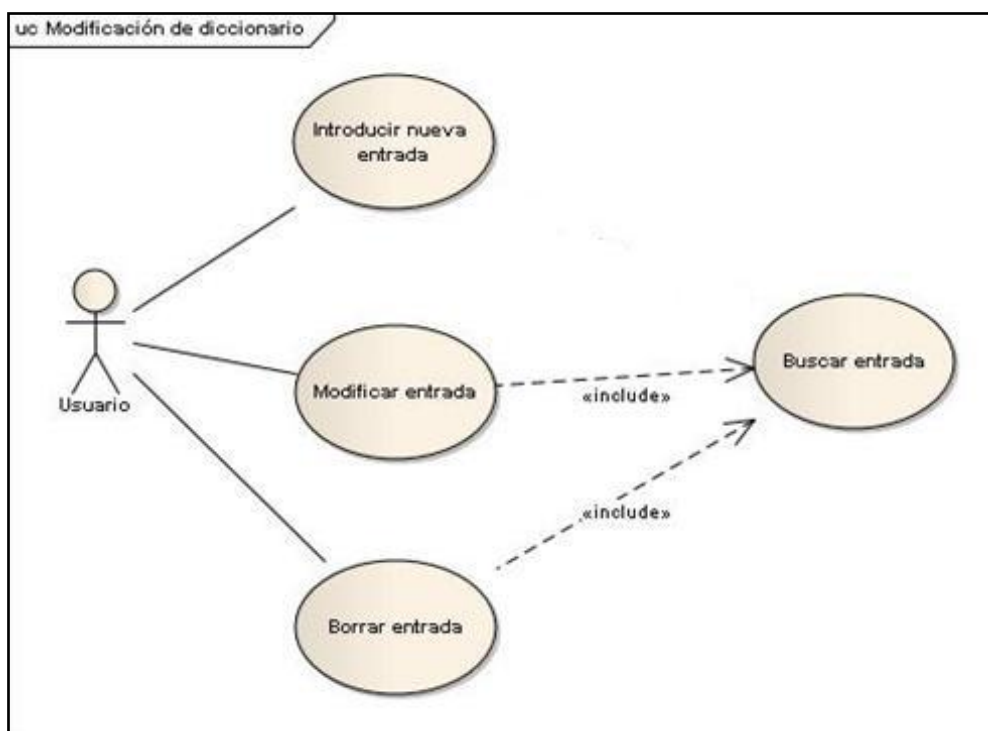 uc Modificación de diccionario
Introducir nueva
entrada
Usuario
Modificar entrada
«include»
Buscar entrada
«include»
Borrar entrada